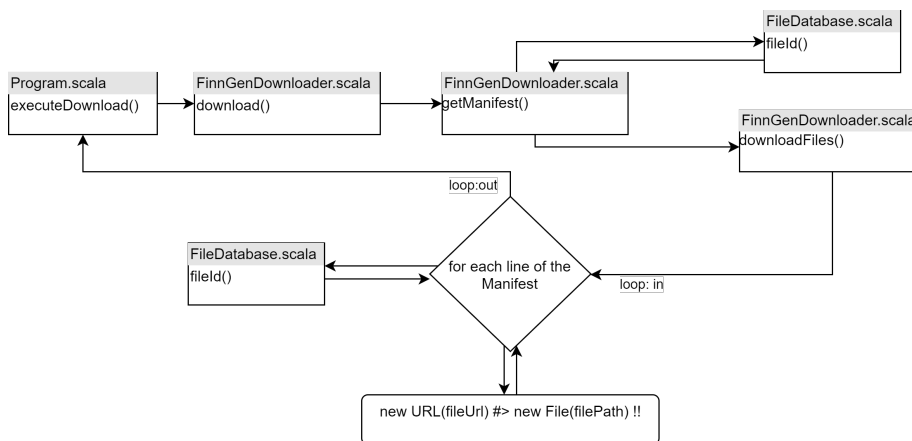 FileDatabase.scala
fileId()
Program.scala
executeDownload()
FinnGenDownloader.scala
download()
FinnGenDownloader.scala
getManifest()
FinnGenDownloader.scala
downloadFiles()
loop:out
FileDatabase.scala
fileId()
for each line of the
Manifest
loop: in
new URL(fileUrl) #> new File(filePath) !!